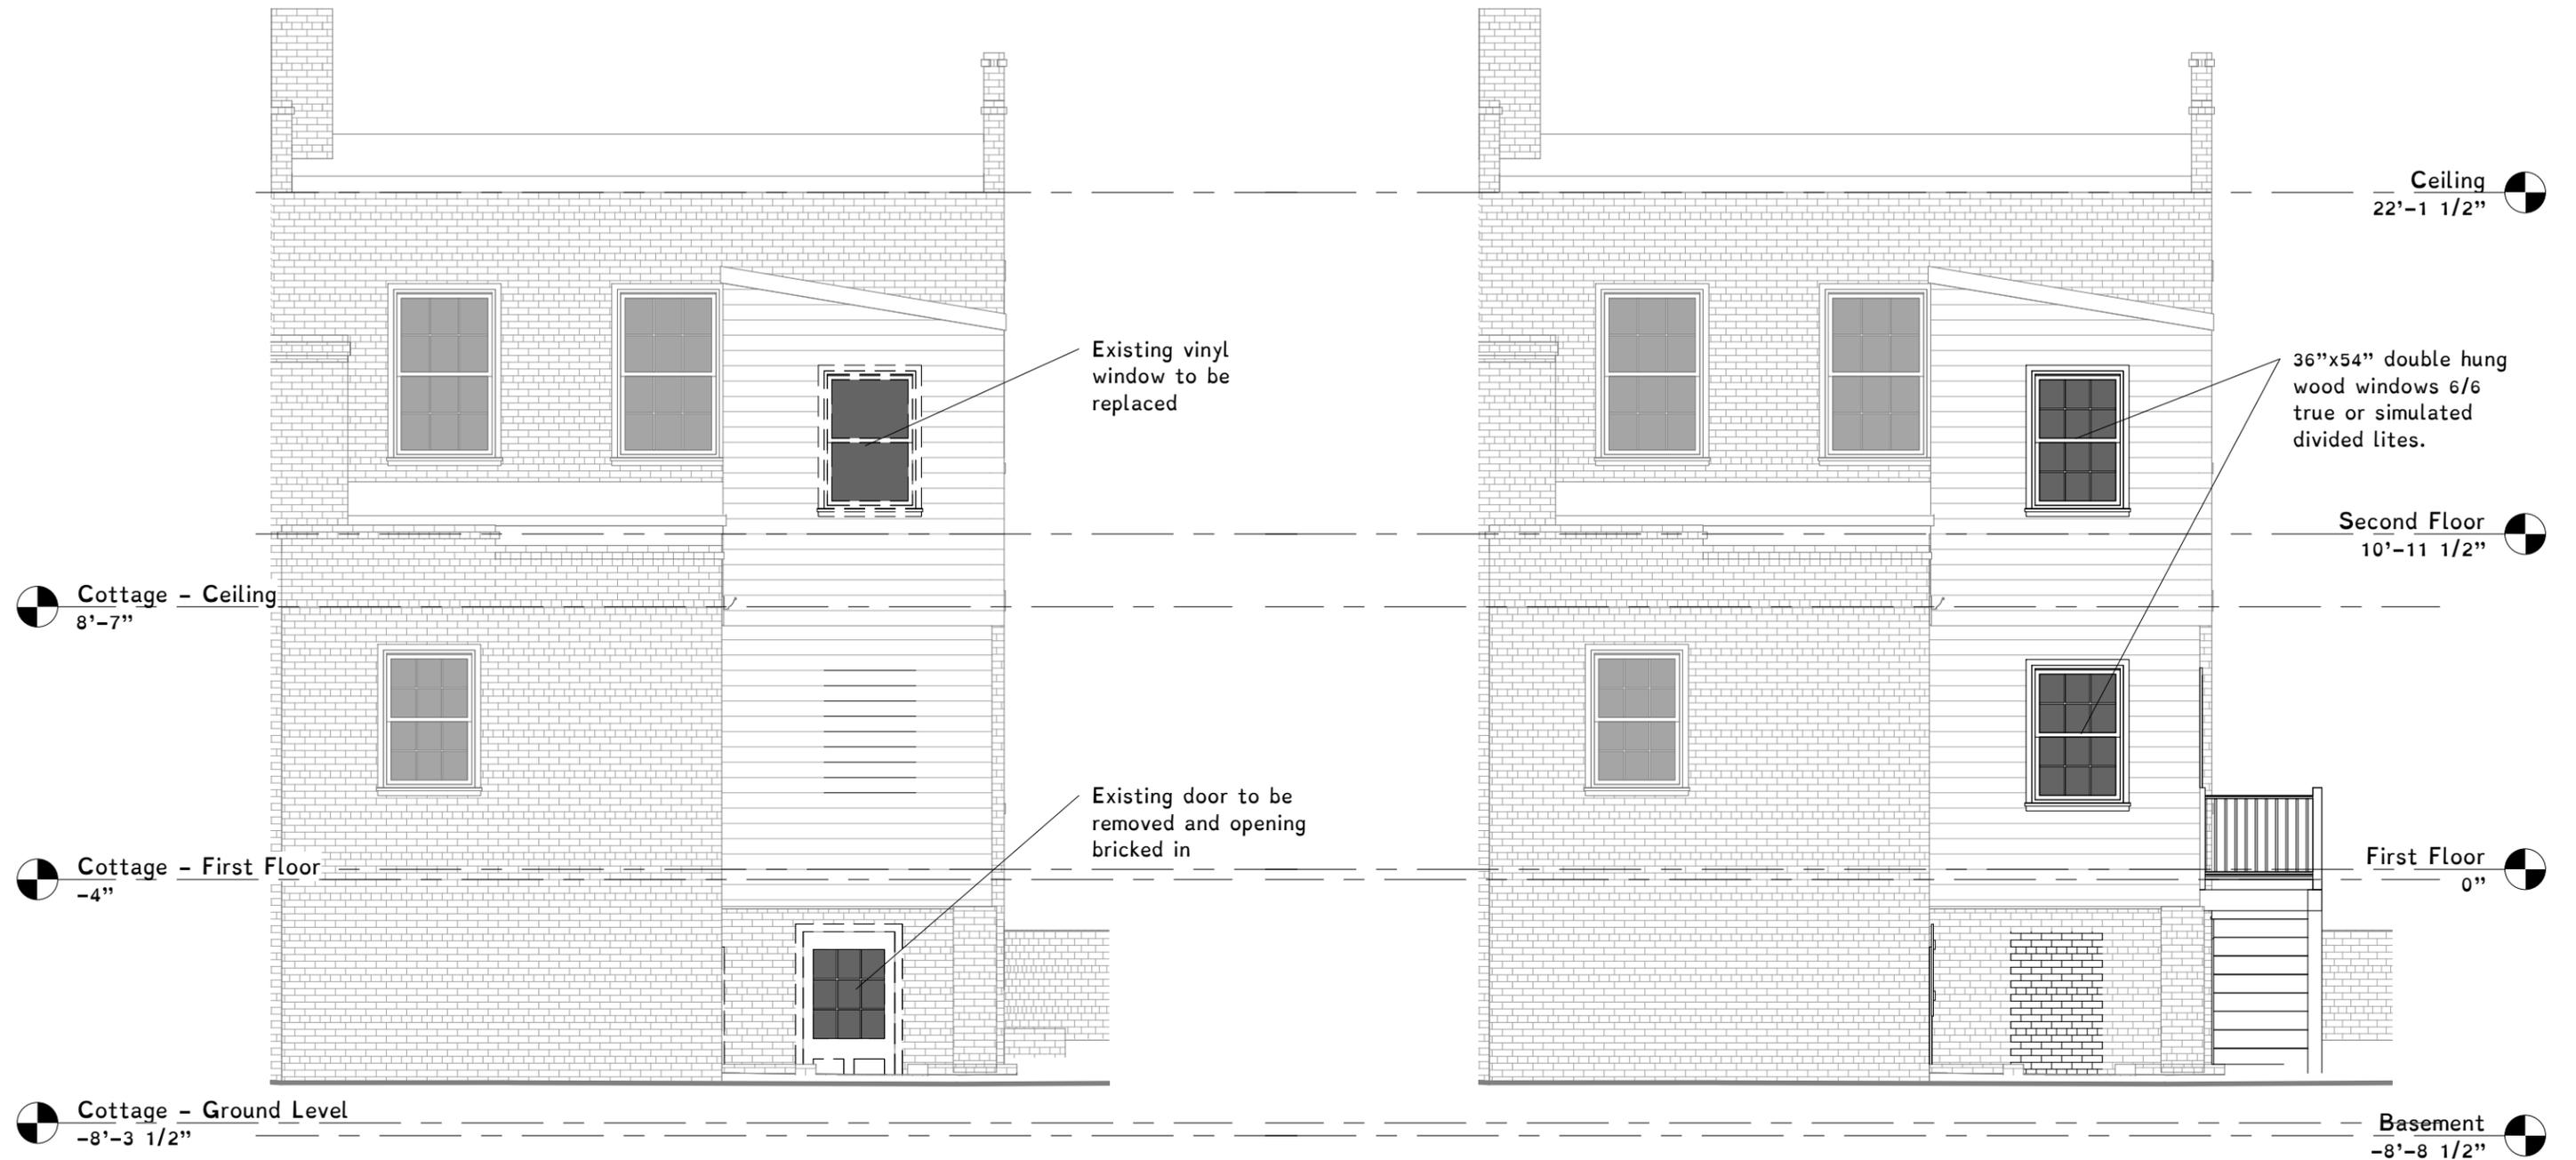 Ceiling
22’-1 1/2”
Existing vinyl
window to be
replaced
36”x54” double hung
wood windows 6/6
true or simulated
divided lites.
Second Floor
10’-11 1/2”
Cottage - Ceiling
8’-7”
Existing door to be
removed and opening
bricked in
Cottage - First Floor
-4”
First Floor
0”
Cottage - Ground Level
-8’-3 1/2”
Basement
-8’-8 1/2”